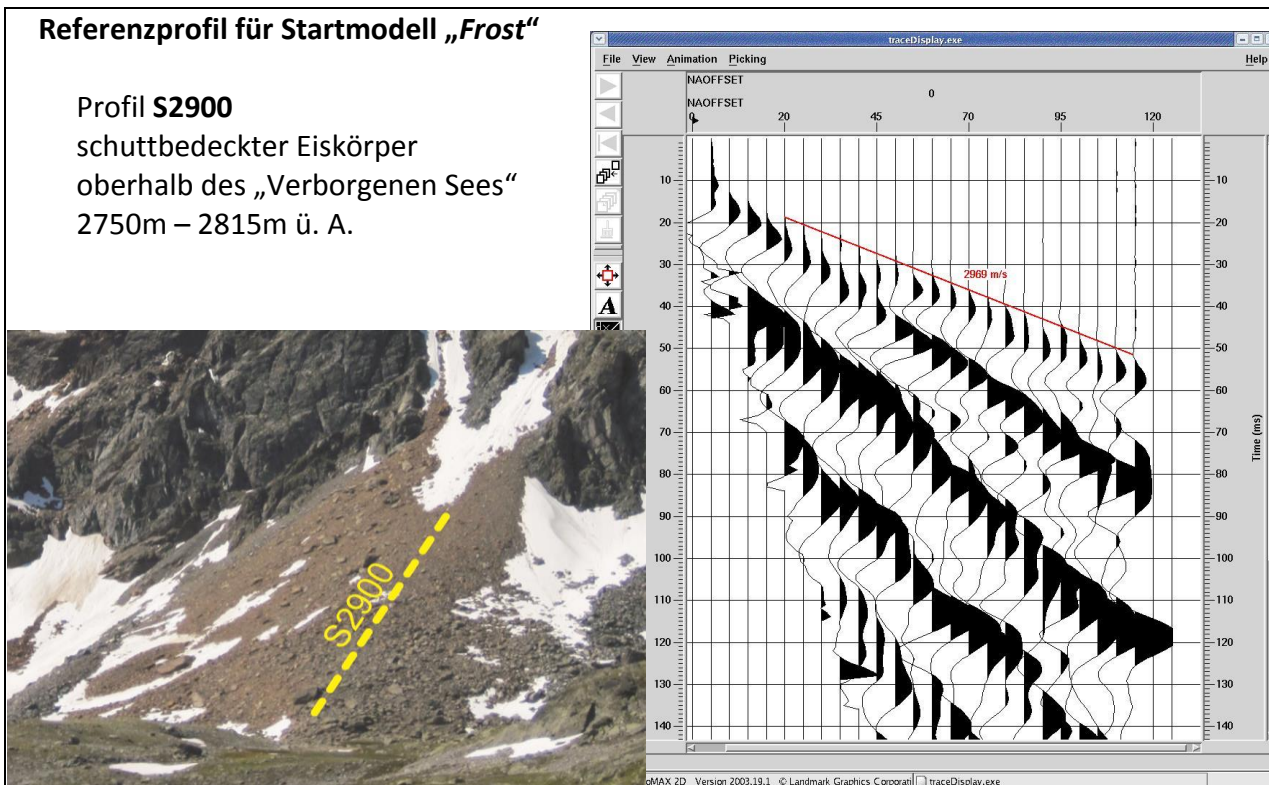 Referenzprofil für Startmodell „Frost“
Profil S2900
schuttbedeckter Eiskörper
oberhalb des „Verborgenen Sees“
2750m – 2815m ü. A.
S2900
traceDisplay.exe
File View Animation Picking Help
NAOFFSET
0
NAOFFSET
0 20 45 70 95 120
A
10 10
20 20
30 30
2969 m/s
40 40
50 50
60 60
70 70
Time (ms)
80 80
90 90
100 100
110 110
120 120
130 130
140 140
oMAX 2D Version 2003.19.1 © Landmark Graphics Corporati traceDisplay.exe